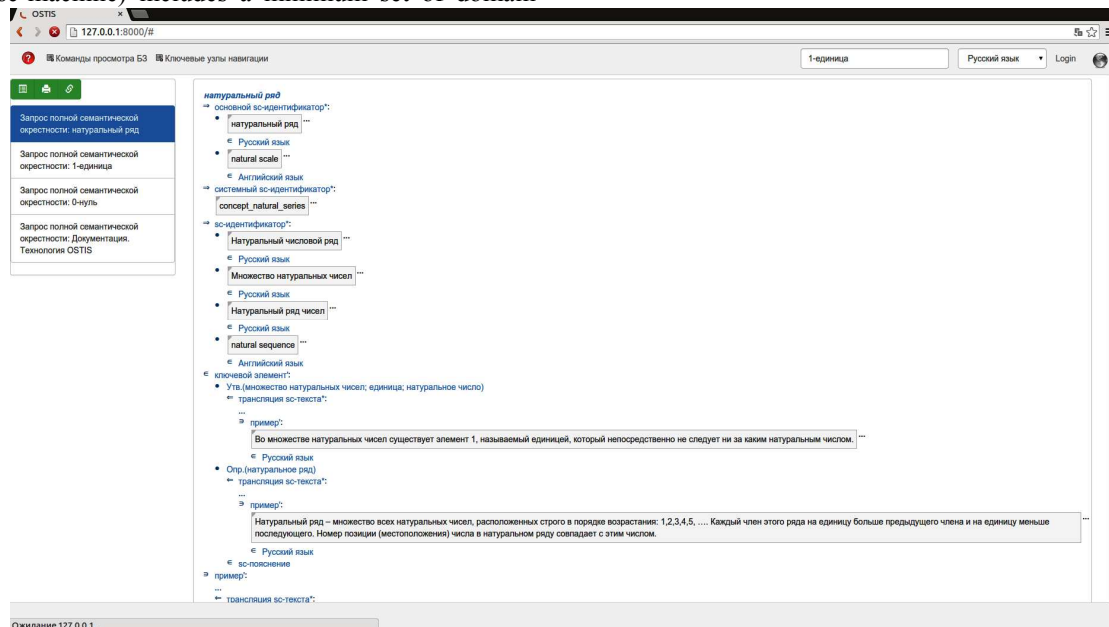 sc-machine) includes a minimum set of domain
OSTIS ×
127.0.0.1:8000/#
Команды просмотра БЗ Ключевые узлы навигации 1-единица Русский язык Login
Запрос полной семантической
окрестности: натуральный ряд
Запрос полной семантической
окрестности: 1-единица
Запрос полной семантической
окрестности: 0-нуль
Запрос полной семантической
окрестности: Документация.
Технология OSTIS
натуральный ряд
⇒ основной sc-идентификатор*:
• натуральный ряд ...
∈ Русский язык
• natural scale ...
∈ Английский язык
⇒ системный sc-идентификатор*:
concept_natural_series ...
⇒ sc-идентификатор*:
• Натуральный числовой ряд ...
∈ Русский язык
• Множество натуральных чисел ...
∈ Русский язык
• Натуральный ряд чисел ...
∈ Русский язык
• natural sequence ...
∈ Английский язык
∈ ключевой элемент':
• Утв.(множество натуральных чисел; единица; натуральное число)
⇐ трансляция sc-текста*:
...
∋ пример':
Во множестве натуральных чисел существует элемент 1, называемый единицей, который непосредственно не следует ни за каким натуральным числом. ...
∈ Русский язык
• Опр.(натуральное ряд)
⇐ трансляция sc-текста*:
...
∋ пример':
Натуральный ряд – множество всех натуральных чисел, расположенных строго в порядке возрастания: 1,2,3,4,5, .... Каждый член этого ряда на единицу больше предыдущего члена и на единицу меньше ...
последующего. Номер позиции (местоположения) числа в натуральном ряду совпадает с этим числом.
∈ Русский язык
∈ sc-пояснение
∋ пример':
...
⇐ трансляция sc-текста*:
Ожидание 127.0.0.1